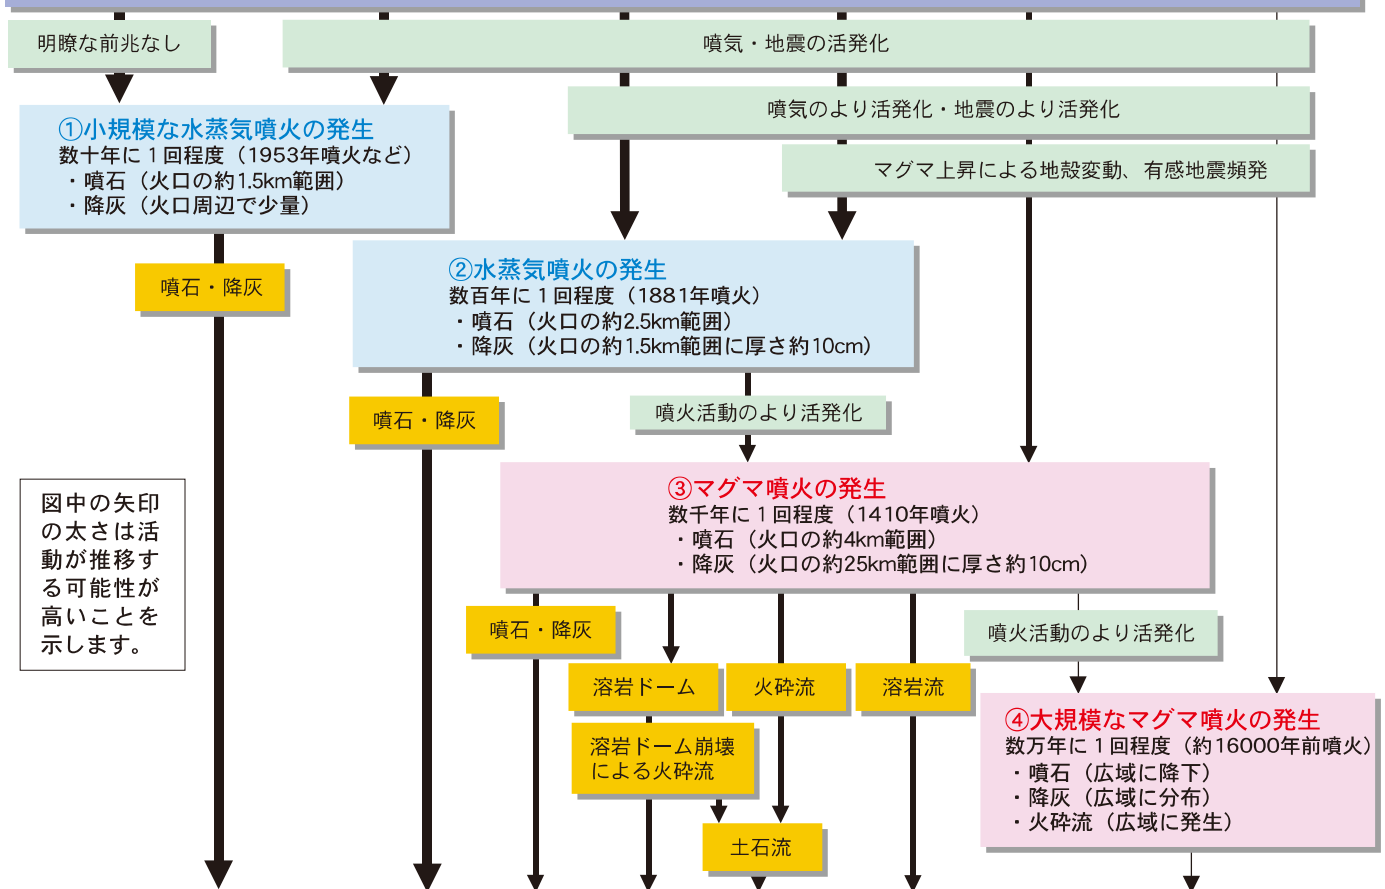 明瞭な前兆なし
噴気・地震の活発化
噴気のより活発化・地震のより活発化
マグマ上昇による地殻変動、有感地震頻発
①小規模な水蒸気噴火の発生
数十年に１回程度（1953年噴火など）
・噴石（火口の約1.5km範囲）
・降灰（火口周辺で少量）
噴石・降灰
②水蒸気噴火の発生
数百年に１回程度（1881年噴火）
・噴石（火口の約2.5km範囲）
・降灰（火口の約1.5km範囲に厚さ約10cm）
噴石・降灰
噴火活動のより活発化
③マグマ噴火の発生
数千年に１回程度（1410年噴火）
・噴石（火口の約4km範囲）
・降灰（火口の約25km範囲に厚さ約10cm）
図中の矢印
の太さは活
動が推移す
る可能性が
高いことを
示します。
噴石・降灰
溶岩ドーム
火砕流
溶岩流
噴火活動のより活発化
溶岩ドーム崩壊
による火砕流
土石流
④大規模なマグマ噴火の発生
数万年に１回程度（約16000年前噴火）
・噴石（広域に降下）
・降灰（広域に分布）
・火砕流（広域に発生）